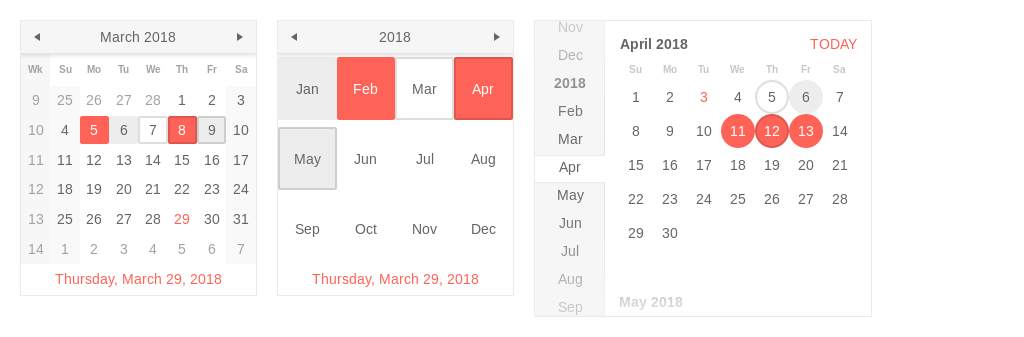 March 2018
Wk Su Mo Tu We Th Fr Sa
9 25 26 27 28 1 2 3
10 4 5 6 7 8 9 10
11 11 12 13 14 15 16 17
12 18 19 20 21 22 23 24
13 25 26 27 28 29 30 31
14 1 2 3 4 5 6 7
Thursday, March 29, 2018
2018
Jan Feb Mar Apr
May Jun Jul Aug
Sep Oct Nov Dec
Thursday, March 29, 2018
Nov
Dec
2018
Feb
Mar
Apr
May
Jun
Jul
Aug
Sep
April 2018 TODAY
Su Mo Tu We Th Fr Sa
1 2 3 4 5 6 7
8 9 10 11 12 13 14
15 16 17 18 19 20 21
22 23 24 25 26 27 28
29 30
May 2018